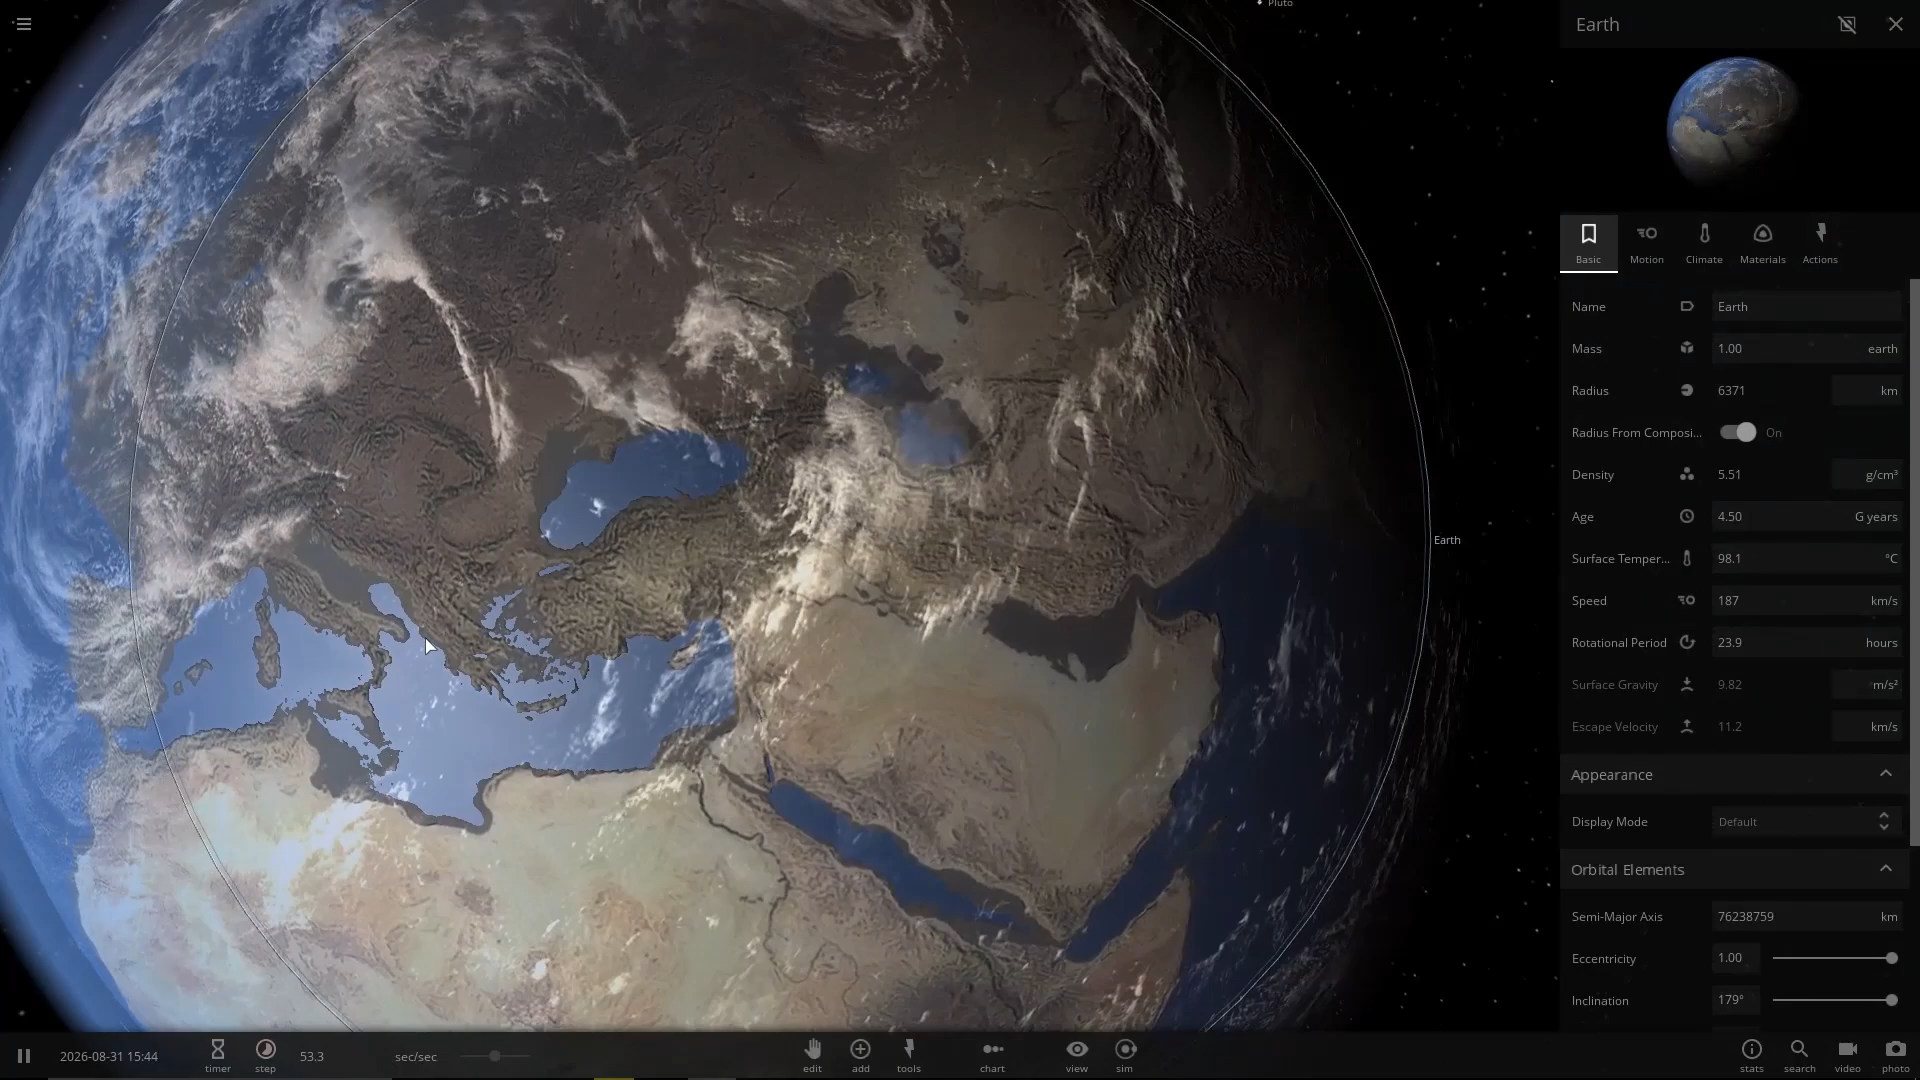 Pluto
Earth
Earth
Basic
Motion
Climate
Materials
Actions
Name Earth
Mass 1.00 earth
Radius 6371 km
Radius From Composi... On
Density 5.51 g/cm³
Age 4.50 G years
Surface Temper... 98.1 °C
Speed 187 km/s
Rotational Period 23.9 hours
Surface Gravity 9.82 m/s²
Escape Velocity 11.2 km/s
Appearance
Display Mode Default
Orbital Elements
Semi-Major Axis 76238759 km
Eccentricity 1.00
Inclination 179°
2026-08-31 15:44
timer
step
53.3 sec/sec
edit
add
tools
chart
view
sim
stats
search
video
photo